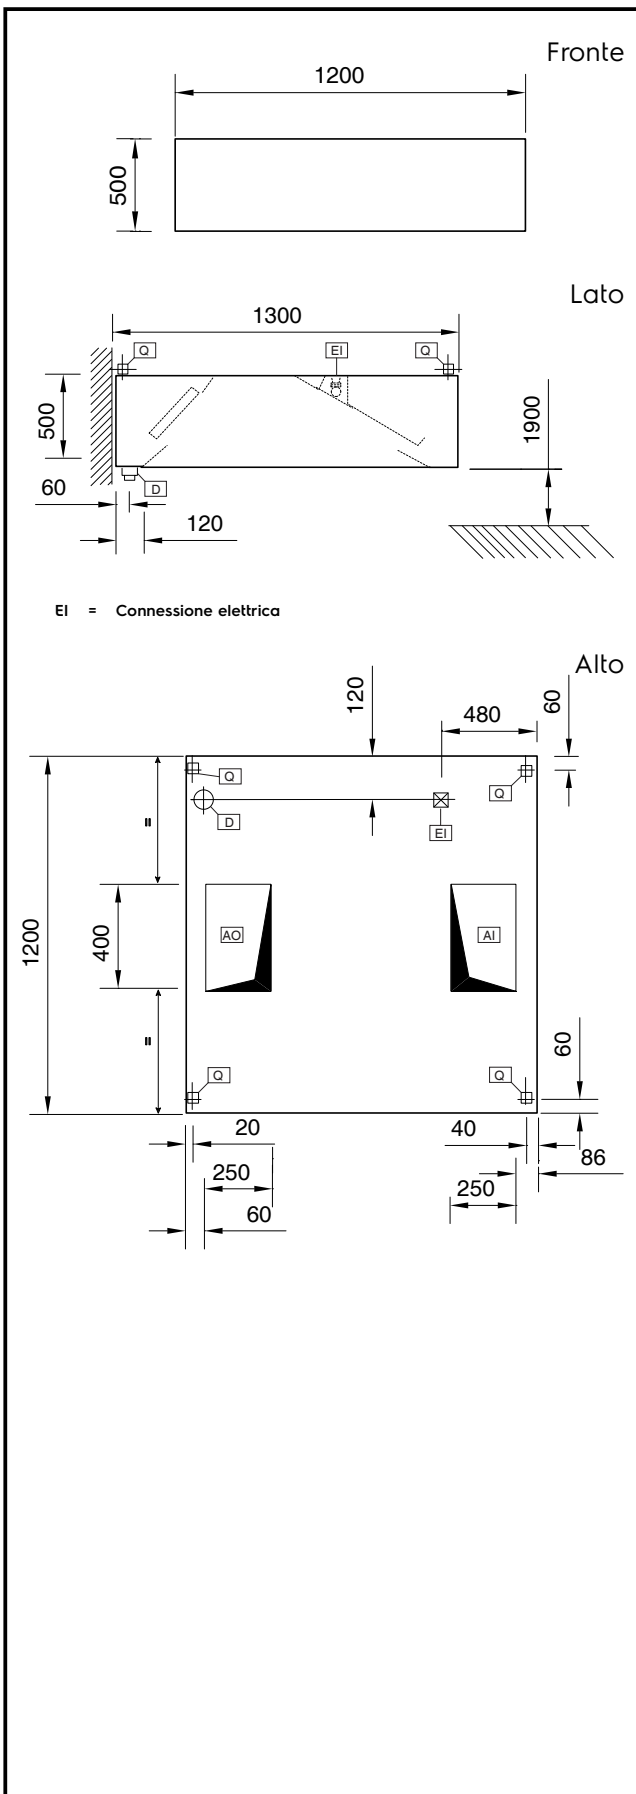 Fronte
1200
500
Lato
1300
Q
EI
Q
500
1900
60
D
120
EI = Connessione elettrica
Alto
120
480
60
Q
Q
D
EI
=
1200
400
AO
AI
=
60
Q
Q
20
40
86
250
250
60